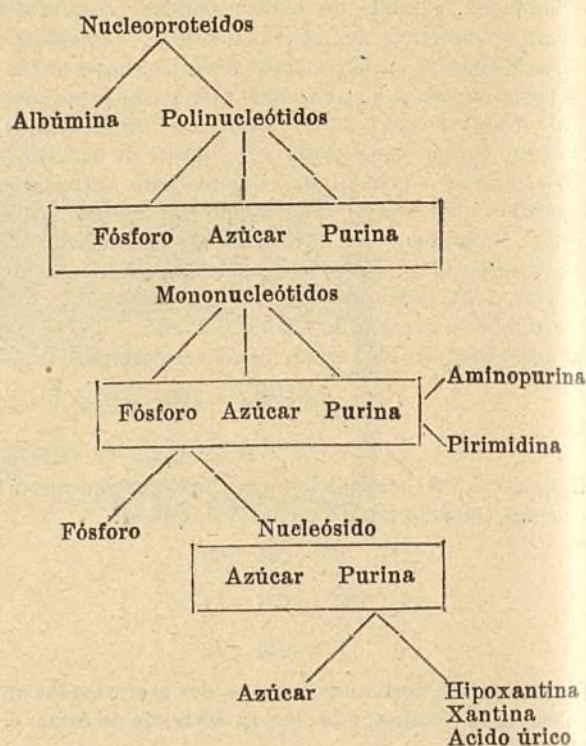 Nucleoproteidos
Albúmina Polinucleótidos
Fósforo Azúcar Purina
Mononucleótidos
Aminopurina
Fósforo Azúcar Purina
Pirimidina
Fósforo Nucleósido
Azúcar Purina
Azúcar Hipoxantina
Xantina
Acido úrico